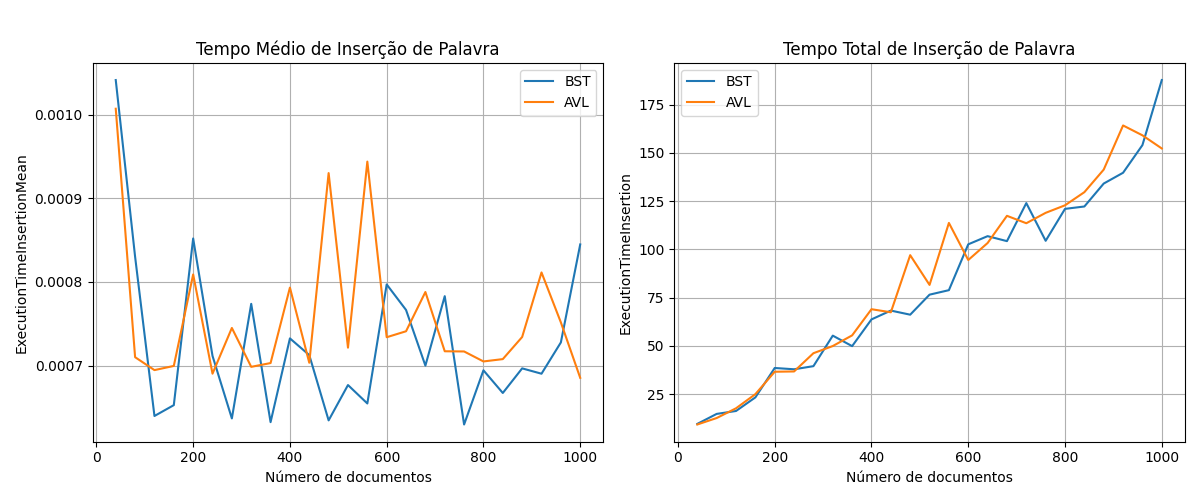 Tempo Médio de Inserção de Palavra
BST
AVL
0.0010
0.0009
0.0008
0.0007
ExecutionTimeInsertionMean
0 200 400 600 800 1000
Número de documentos
Tempo Total de Inserção de Palavra
BST
AVL
175
150
125
100
75
50
25
ExecutionTimeInsertion
0 200 400 600 800 1000
Número de documentos